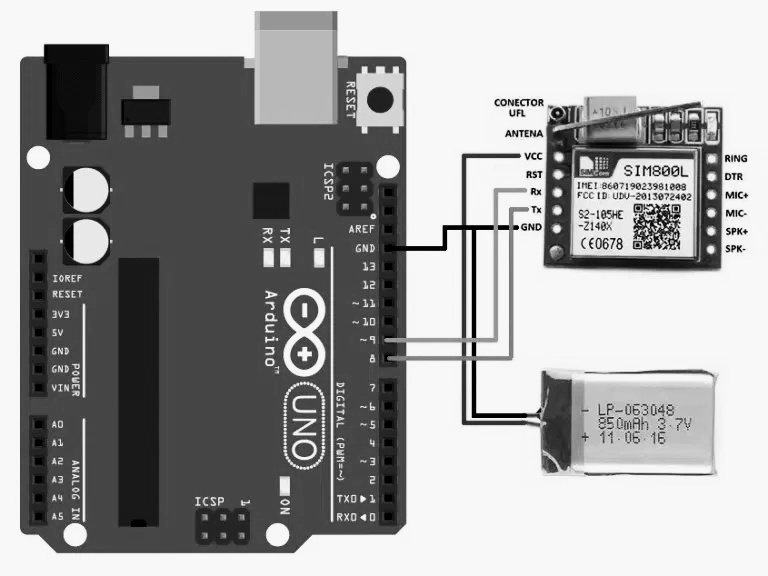 RESET
ICSP2
AREF
GND
13
12
~11
~10
~9
8
7
~6
~5
4
~3
2
TX0▶1
RX0◀0
DIGITAL (PWM=~)
TX
RX
L
Arduino™
UNO
ON
ICSP
1
IOREF
RESET
3V3
5V
GND
GND
VIN
POWER
A0
A1
A2
A3
A4
A5
ANALOG IN
CONECTOR
UFL
ANTENA
VCC
RST
Rx
Tx
GND
RING
DTR
MIC+
MIC-
SPK+
SPK-
SIM800L
IMEI:860719023981008
FCC ID:UDV-2013072402
S2-105HE
-Z140X
CE0678
- LP-063048
850mAh 3.7V
+ 11.06.16